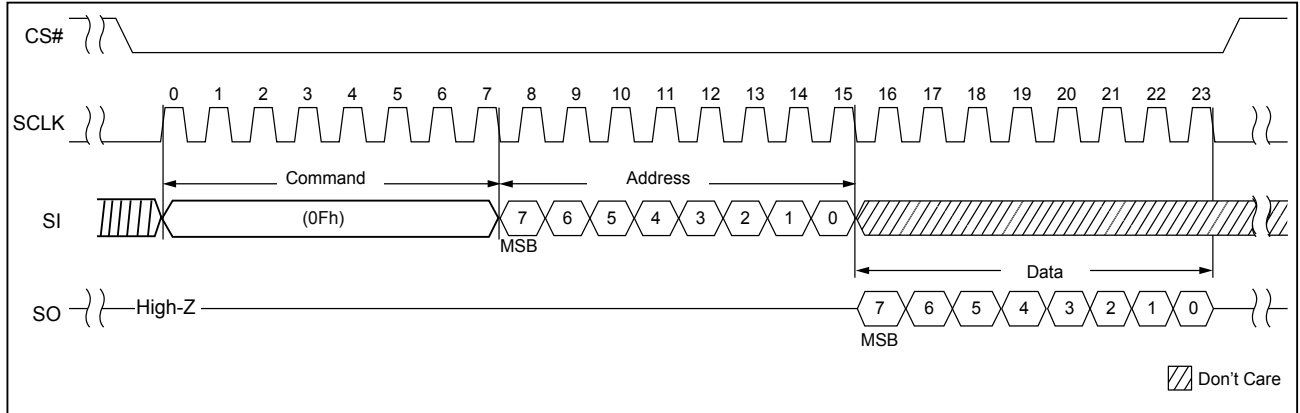 CS#
0 1 2 3 4 5 6 7 8 9 10 11 12 13 14 15 16 17 18 19 20 21 22 23
SCLK
Command Address
SI (0Fh) 7 6 5 4 3 2 1 0
MSB
Data
SO High-Z 7 6 5 4 3 2 1 0
MSB
Don't Care